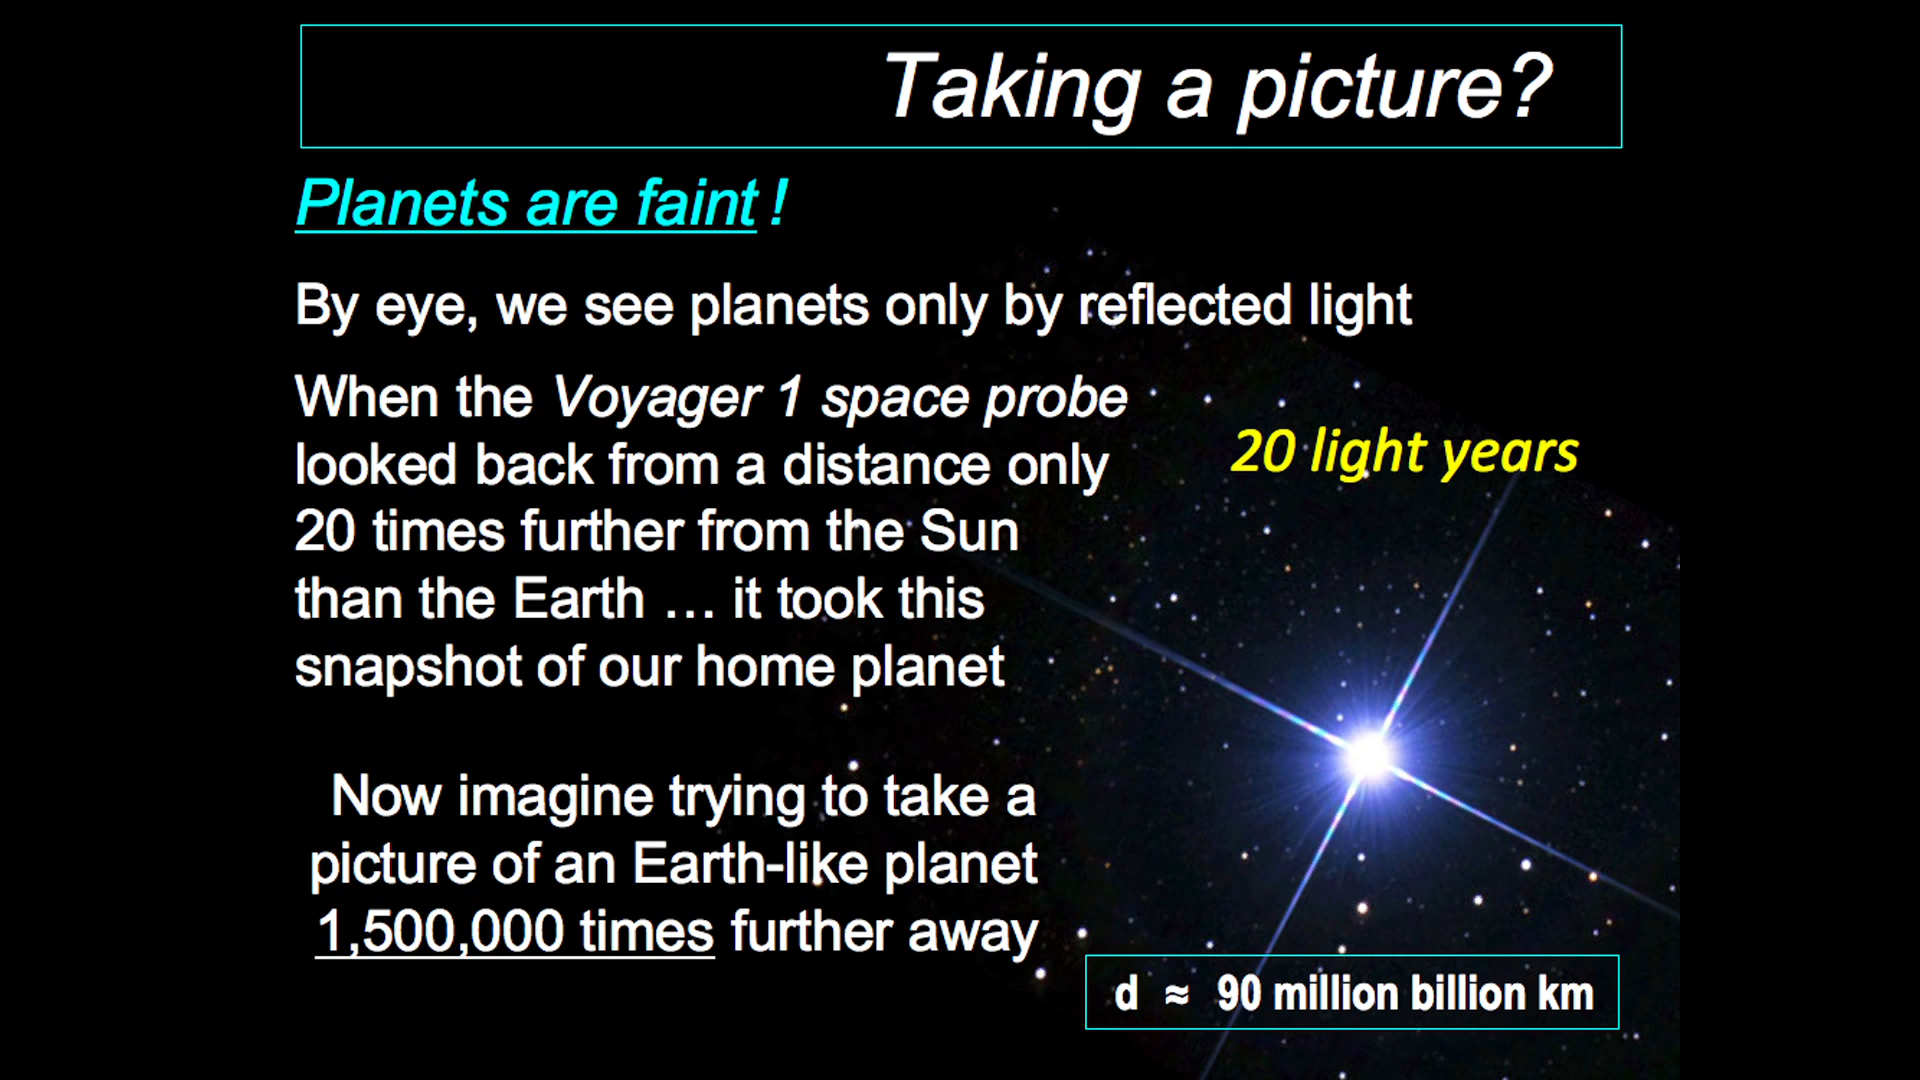 Taking a picture?
Planets are faint !
By eye, we see planets only by reflected light
When the Voyager 1 space probe
looked back from a distance only
20 times further from the Sun
than the Earth … it took this
snapshot of our home planet
20 light years
Now imagine trying to take a
picture of an Earth-like planet
1,500,000 times further away
d ≈ 90 million billion km